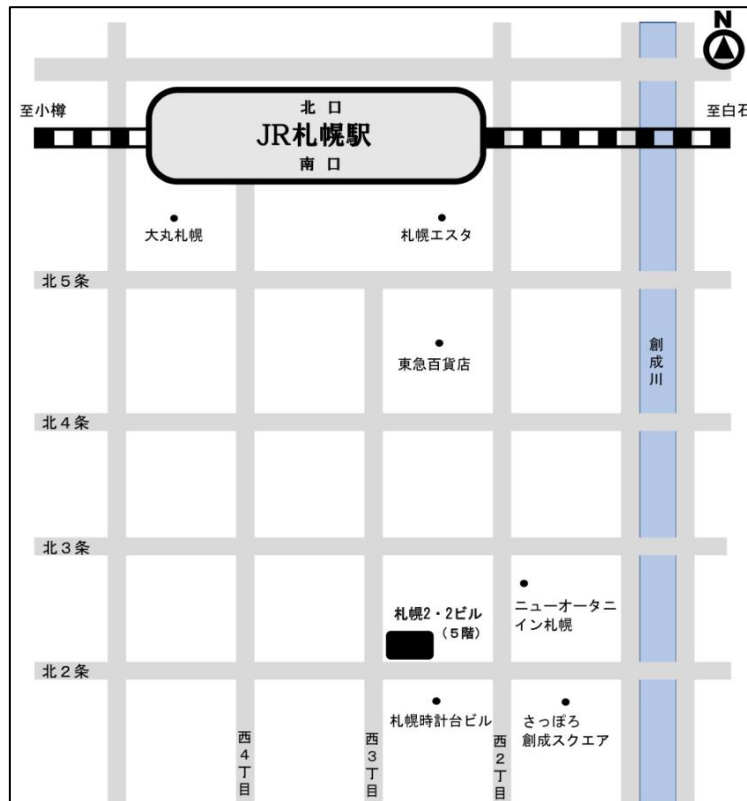 N
至小樽
北口
JR札幌駅
南口
至白石
大丸札幌
札幌エスタ
北５条
東急百貨店
創成川
北４条
北３条
札幌2・2ビル
（５階）
ニューオータニ
イン札幌
北２条
札幌時計台ビル
さっぽろ
創成スクエア
西４丁目
西３丁目
西２丁目